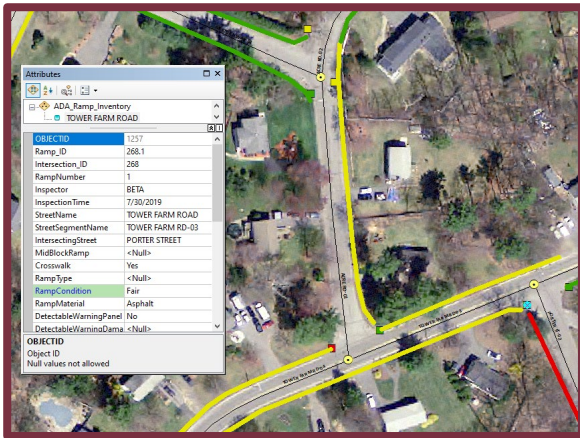 Attributes
ADA_Ramp_Inventory
TOWER FARM ROAD
OBJECTID 1257
Ramp_ID 268.1
Intersection_ID 268
RampNumber 1
Inspector BETA
InspectionTime 7/30/2019
StreetName TOWER FARM ROAD
StreetSegmentName TOWER FARM RD-03
IntersectingStreet PORTER STREET
MidBlockRamp <Null>
Crosswalk Yes
RampType <Null>
RampCondition Fair
RampMaterial Asphalt
DetectableWarningPanel No
DetectableWarningDama <Null>
OBJECTID
Object ID
Null values not allowed